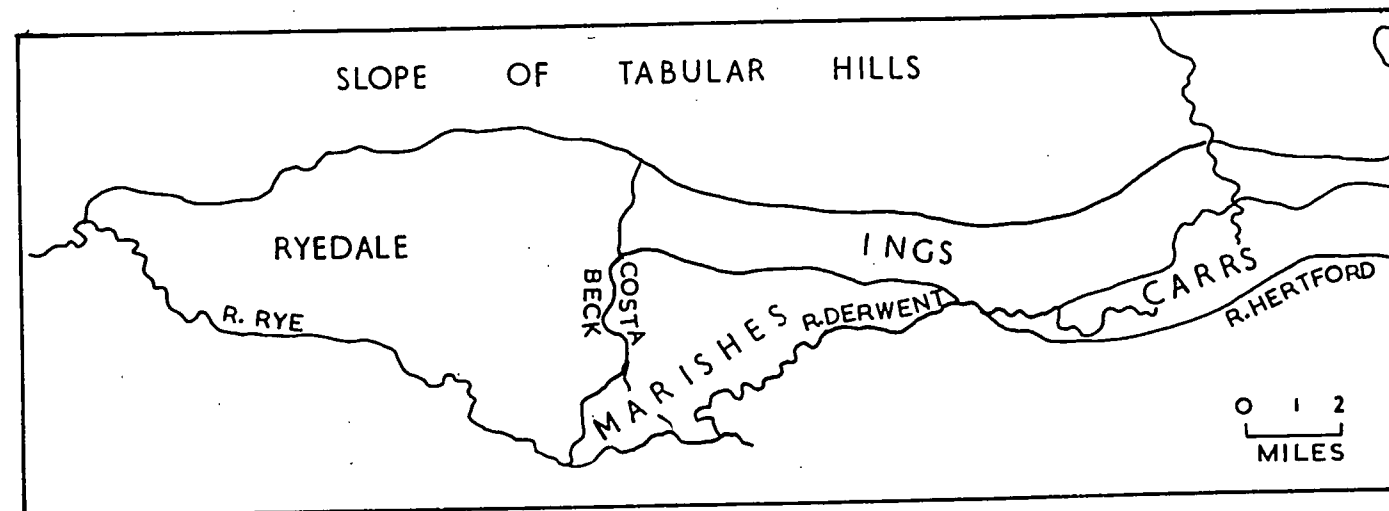 SLOPE OF TABULAR HILLS
RYEDALE
INGS
COSTA
BECK
CARRS
R. RYE
R.DERWENT
R. HERTFORD
MARISHES
0 1 2
MILES